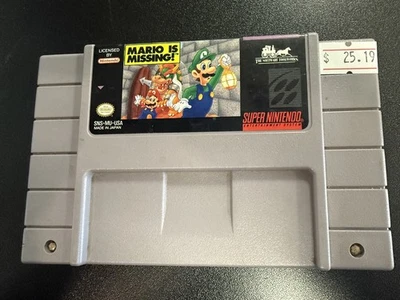 LICENSED BY
Nintendo
MARIO IS
MISSING!
THE SOFTWARE TOOLWORKS
$ 25.19
SNS-MU-USA
MADE IN JAPAN
SUPER NINTENDO
ENTERTAINMENT SYSTEM